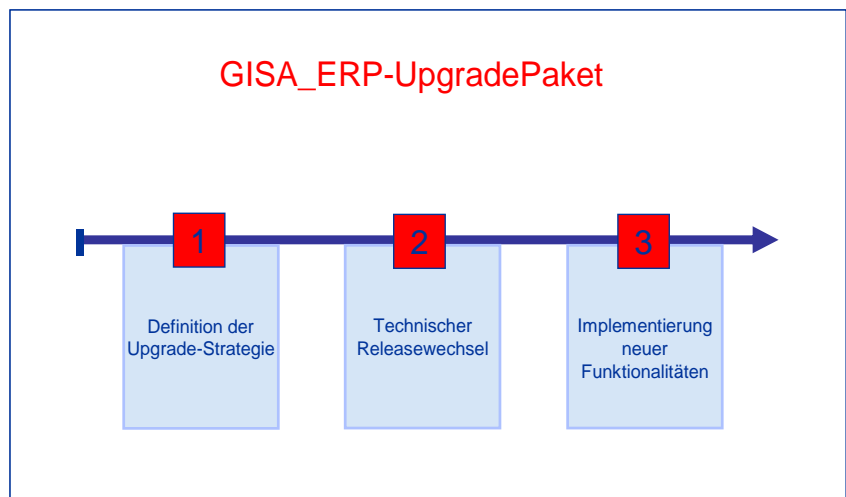 GISA_ERP-UpgradePaket
1
2
3
Definition der
Upgrade-Strategie
Technischer
Releasewechsel
Implementierung
neuer
Funktionalitäten